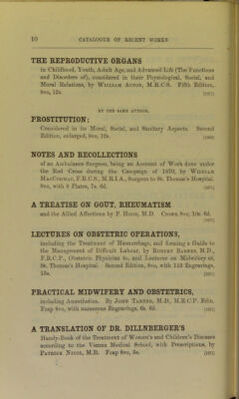 10 CATALOGUE OF RECENT WORKS
THE REPRODUCTIVE ORGANS
in Childhood, Youth, Adult Age, and Advanced Life (The Functions
and Disorders of), considered in their Physiological, Social, and
Moral Relations, by WILLIAM ACTON, M.R.C.S. Fifth Edition,
8vo, 12s.
BY THE SAME AUTHOR.
PROSTITUTION:
Considered in its Moral, Social, and Sanitary Aspects. Second
Edition, enlarged, 8vo, 12s.
NOTES AND RECOLLECTIONS
of an Ambulance Surgeon, being an Account of Work done under
the Red Cross during the Campaign of 1870, by WILLIAM
MACCORMAC, F.R.C.S., M.R.I.A., Surgeon to St. Thomas's Hospital.
8vo, with 8 Plates, 7s. 6d. [1871]
A TREATISE ON GOUT, RHEUMATISM
and the Allied Affections by P. HOOD, M.D. Crown 8vo, 10s. 6d.
[1871]
LECTURES ON OBSTETRIC OPERATIONS,
including the Treatment of Hæmorrhage, and forming a Guide to
the Management of Difficult Labour, by ROBERT BARNES, M.D.,
F.R.C.P., Obstetric Physician to, and Lecturer on Midwifery at,
St. Thomas's Hospital. Second Edition, 8vo, with 113 Engravings,
15s. [1871]
PRACTICAL MIDWIFERY AND OBSTETRICS,
including Anæsthetics. By JOHN TANNER, M.D., M.R.C.P. Edin.
Fcap 8vo, with numerous Engravings, 6s. 6d. [1871]
A TRANSLATION OF DR. DILLNBERGER'S
Handy-Book of the Treatment of Women's and Children's Diseases
according to the Vienna Medical School, with Prescriptions, by
PATRICK NICOL, M.B. Fcap 8vo, 5s. [1871]